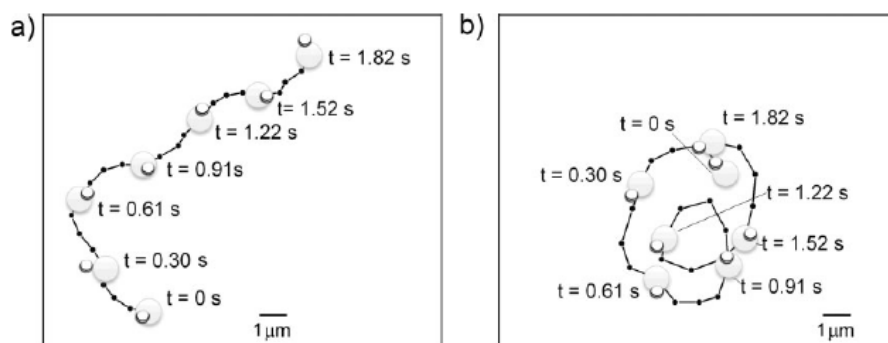 a)
t = 1.82 s
t= 1.52 s
t = 1.22 s
t = 0.91s
t = 0.61 s
t = 0.30 s
t = 0 s
1 μm
b)
t = 1.82 s
t = 0 s
t = 0.30 s
t = 1.22 s
t = 1.52 s
t = 0.61 s
t = 0.91 s
1 μm